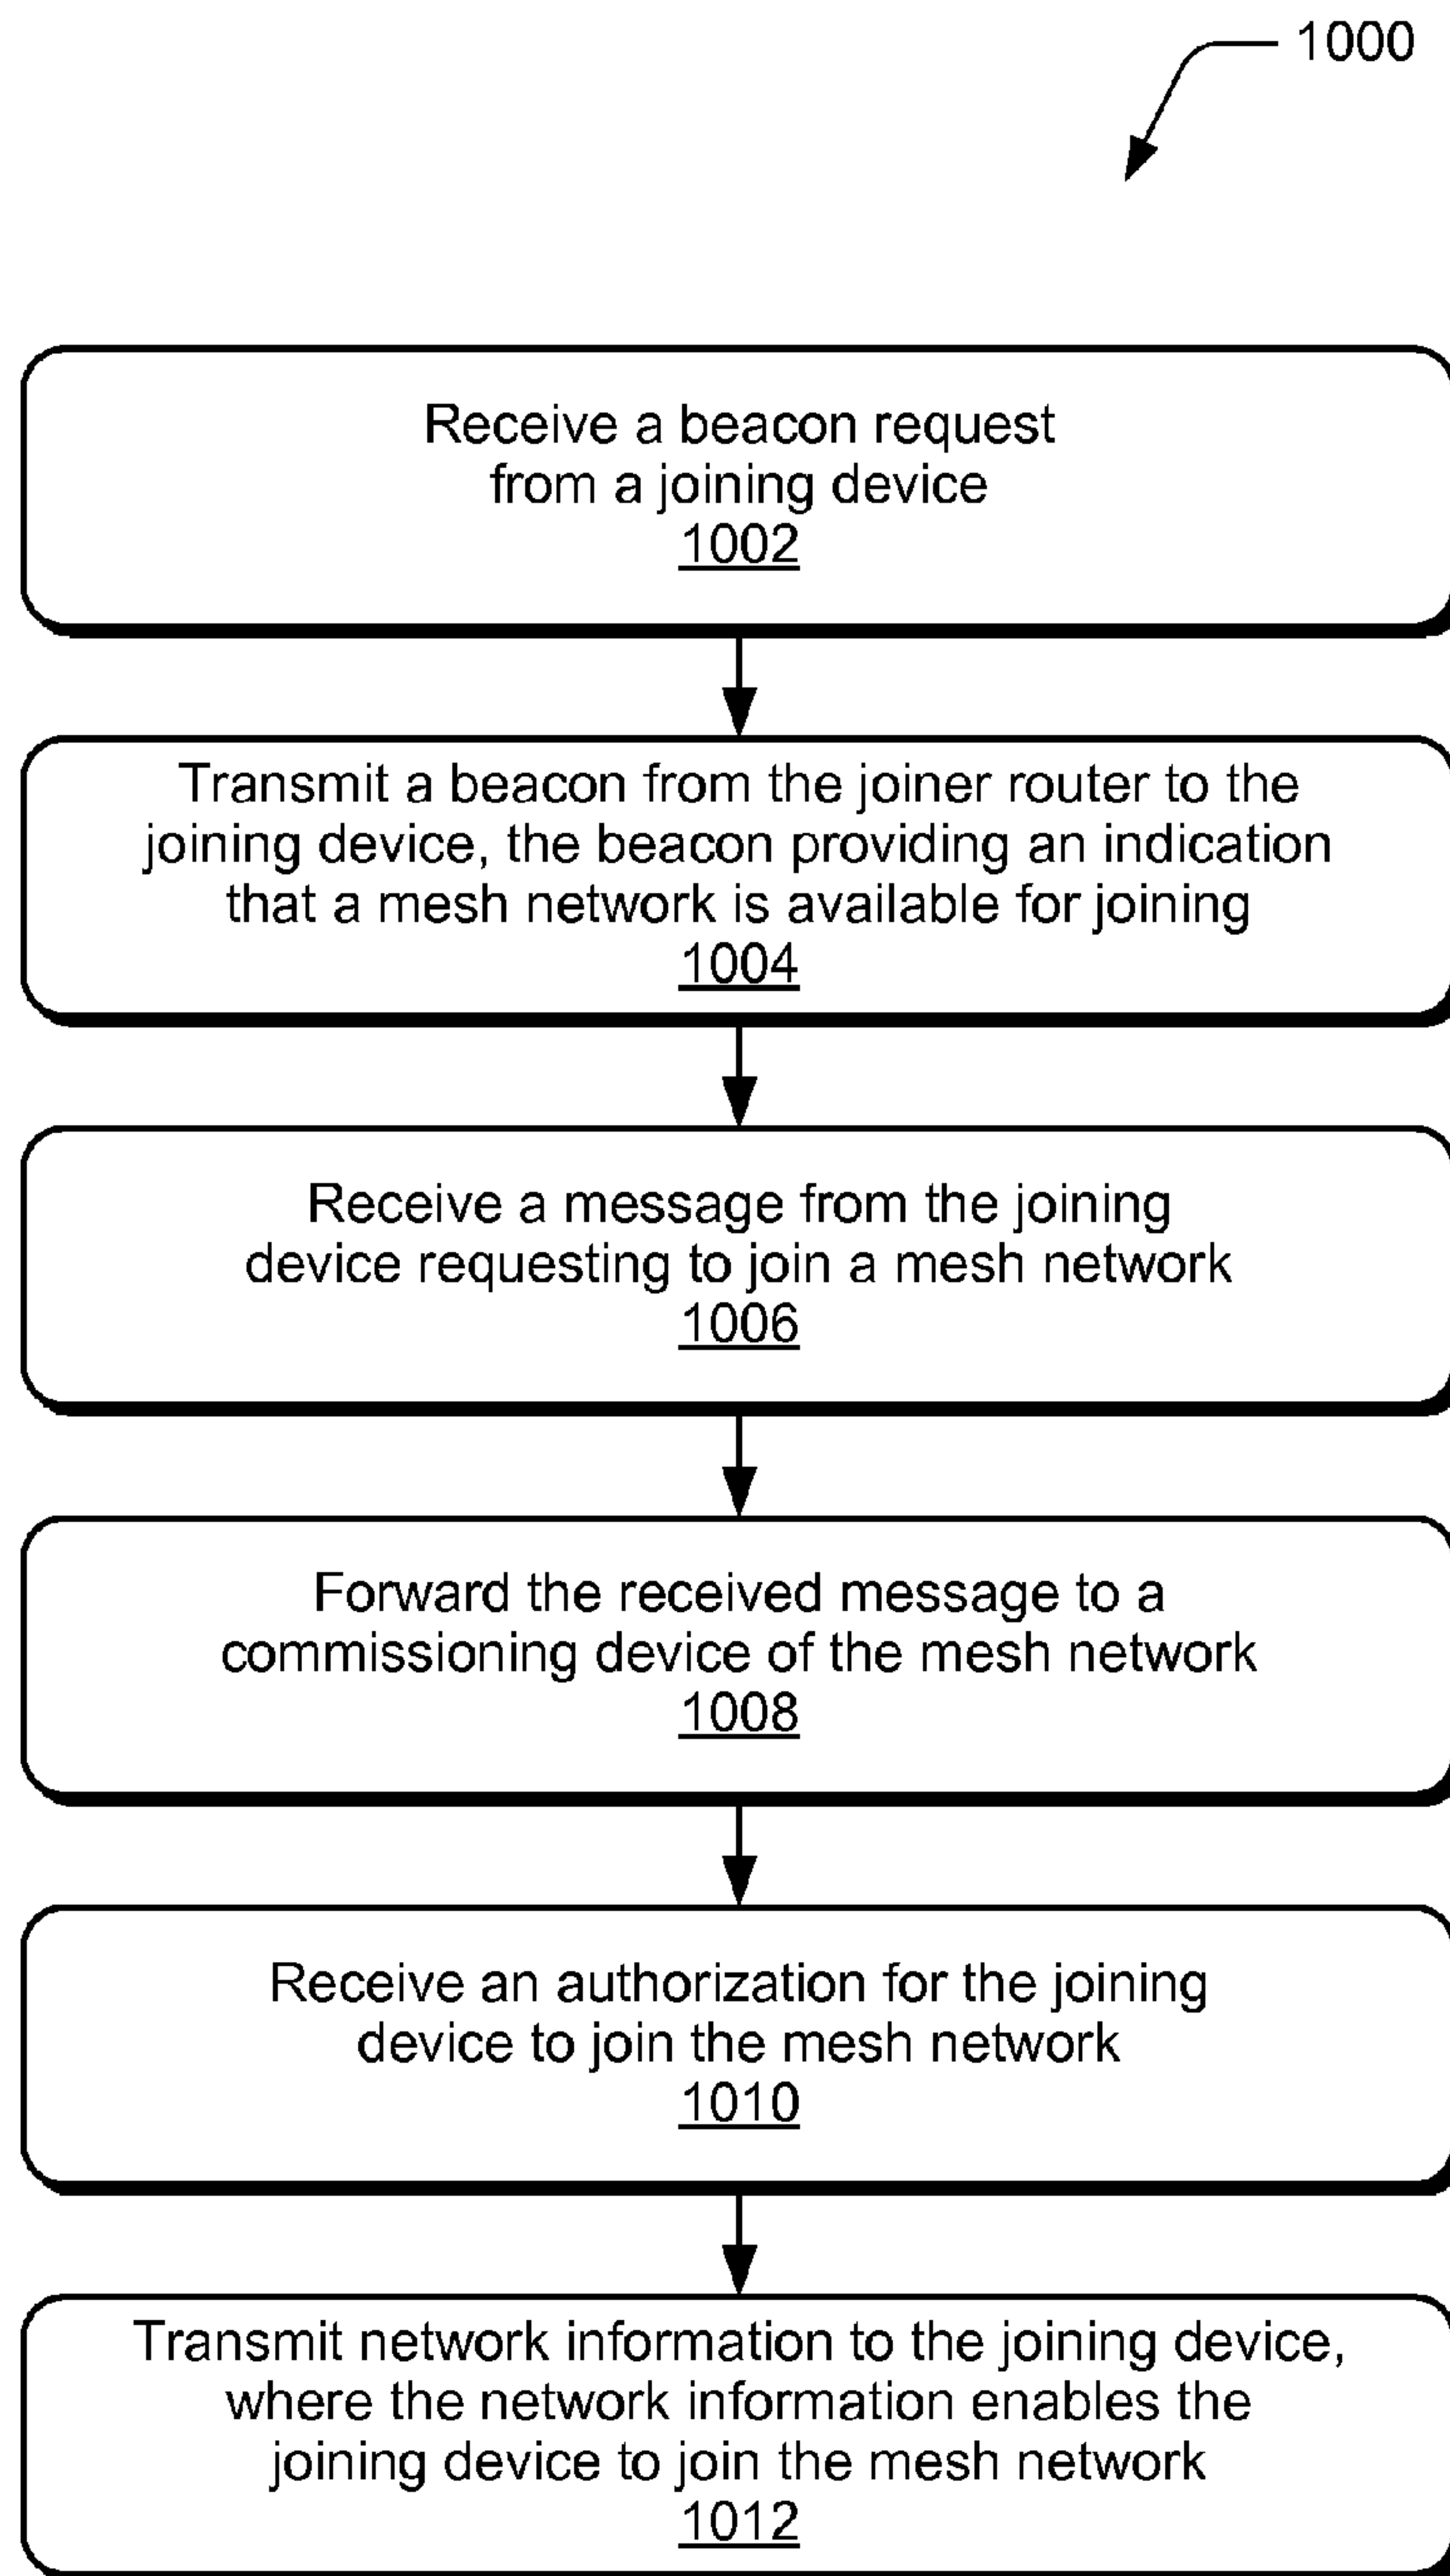 1000
Receive a beacon request
from a joining device
1002
Transmit a beacon from the joiner router to the
joining device, the beacon providing an indication
that a mesh network is available for joining
1004
Receive a message from the joining
device requesting to join a mesh network
1006
Forward the received message to a
commissioning device of the mesh network
1008
Receive an authorization for the joining
device to join the mesh network
1010
Transmit network information to the joining device,
where the network information enables the
joining device to join the mesh network
1012